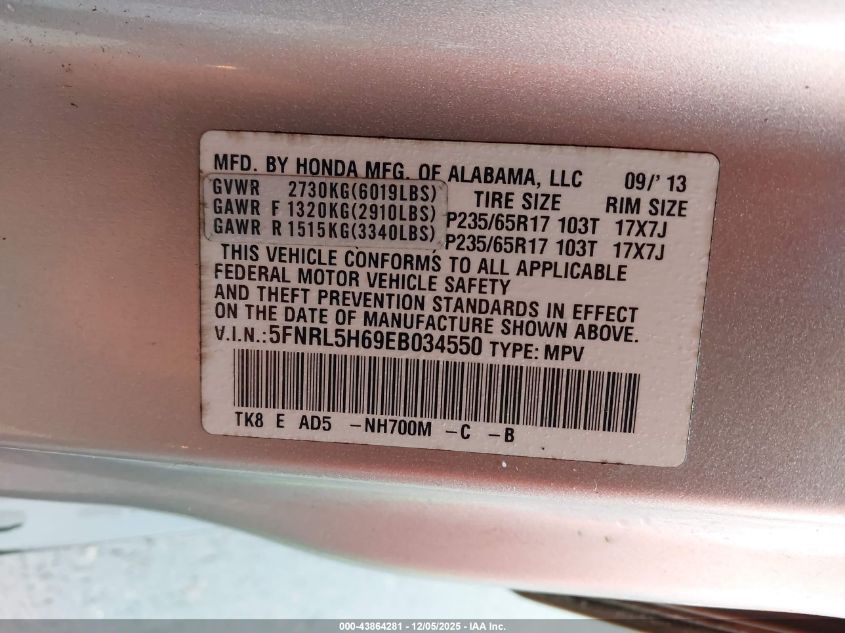 MFD. BY HONDA MFG. OF ALABAMA, LLC 09/' 13
GVWR 2730KG(6019LBS) TIRE SIZE RIM SIZE
GAWR F 1320KG(2910LBS) P235/65R17 103T 17X7J
GAWR R 1515KG(3340LBS) P235/65R17 103T 17X7J
THIS VEHICLE CONFORMS TO ALL APPLICABLE
FEDERAL MOTOR VEHICLE SAFETY
AND THEFT PREVENTION STANDARDS IN EFFECT
ON THE DATE OF MANUFACTURE SHOWN ABOVE.
V.I.N.: 5FNRL5H69EB034550 TYPE: MPV
TK8 E AD5 -NH700M -C -B
000-43864281 - 12/05/2025 - IAA Inc.